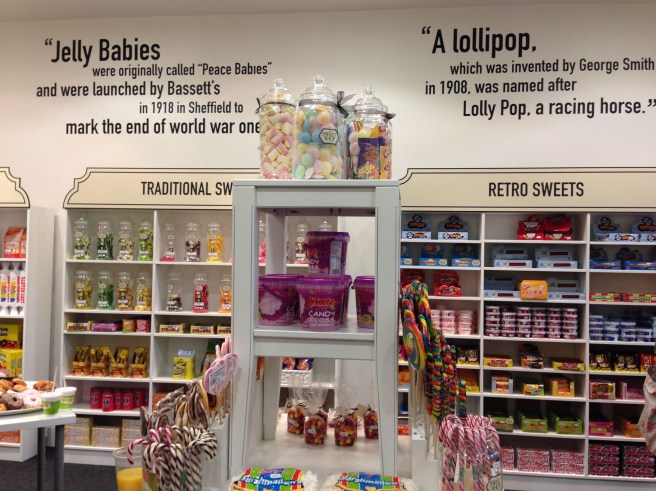 “Jelly Babies
were originally called “Peace Babies”
and were launched by Bassett's
in 1918 in Sheffield to
mark the end of world war one
“A lollipop,
which was invented by George Smith
in 1908, was named after
Lolly Pop, a racing horse.”
TRADITIONAL SW
RETRO SWEETS
CANDY
FLOSS